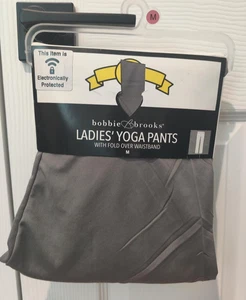 M
This Item is
Electronically
Protected
bobbie brooks
LADIES' YOGA PANTS
WITH FOLD OVER WAISTBAND
M